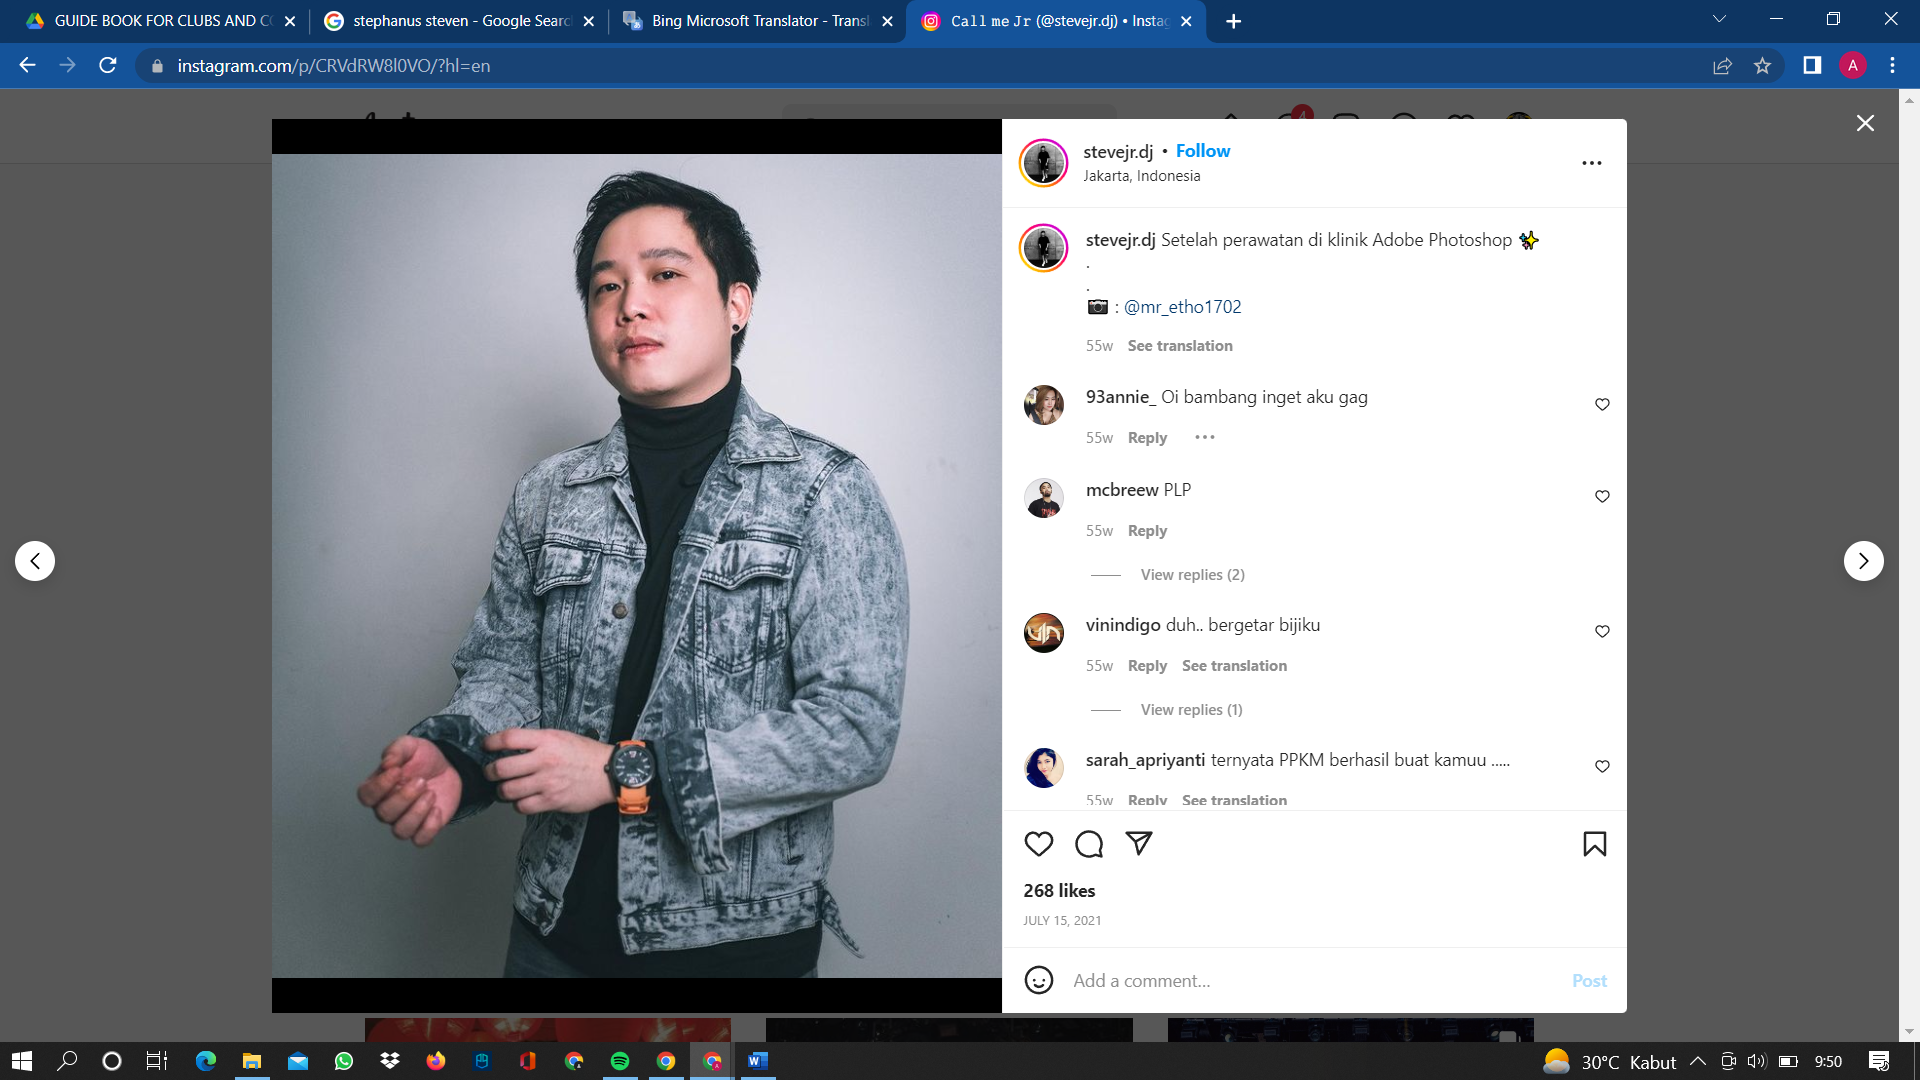 GUIDE BOOK FOR CLUBS AND CO
stephanus steven - Google Searc
Bing Microsoft Translator - Transl
Call me Jr (@stevejr.dj) • Instag
instagram.com/p/CRVdRW8l0VO/?hl=en
A
4
stevejr.dj • Follow
Jakarta, Indonesia
stevejr.dj Setelah perawatan di klinik Adobe Photoshop ✨
.
.
📷 : @mr_etho1702
55w See translation
93annie_ Oi bambang inget aku gag
55w Reply
mcbreew PLP
55w Reply
View replies (2)
vinindigo duh.. bergetar bijiku
55w Reply See translation
View replies (1)
sarah_apriyanti ternyata PPKM berhasil buat kamuu .....
55w Reply See translation
268 likes
JULY 15, 2021
Add a comment...
Post
30°C Kabut
9:50